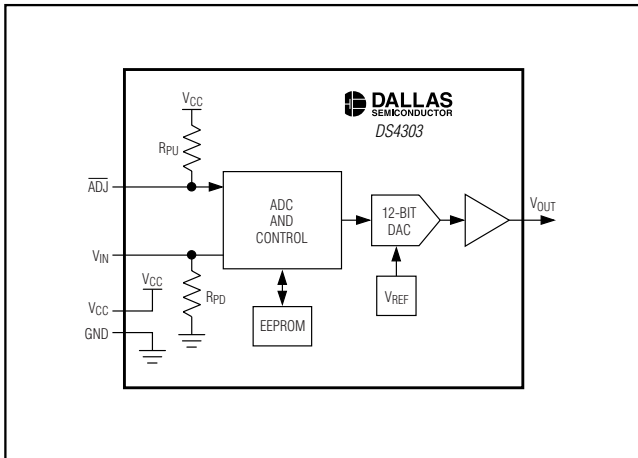 DALLAS
SEMICONDUCTOR
DS4303
VCC
RPU
ADJ
ADC
AND
CONTROL
12-BIT
DAC
VOUT
VIN
VCC
VCC
RPD
GND
EEPROM
VREF